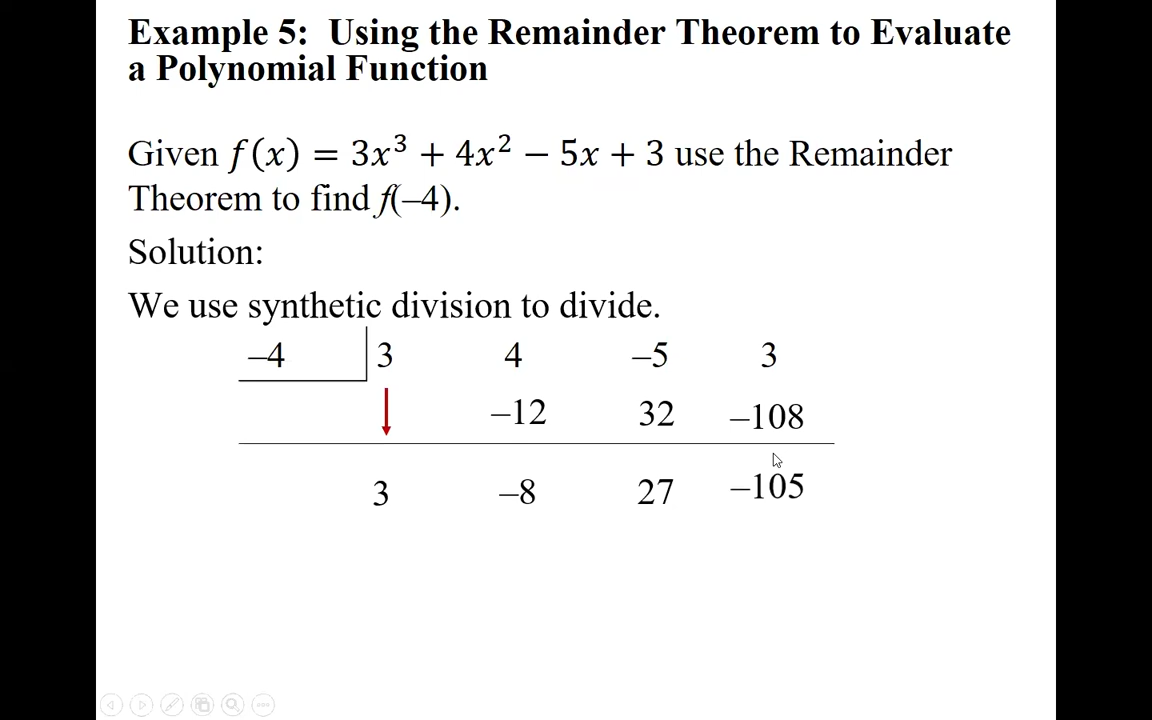 Example 5: Using the Remainder Theorem to Evaluate
a Polynomial Function
Given f(x) = 3x³ + 4x² − 5x + 3 use the Remainder
Theorem to find f(–4).
Solution:
We use synthetic division to divide.
–4 3 4 –5 3
–12 32 –108
3 –8 27 –105